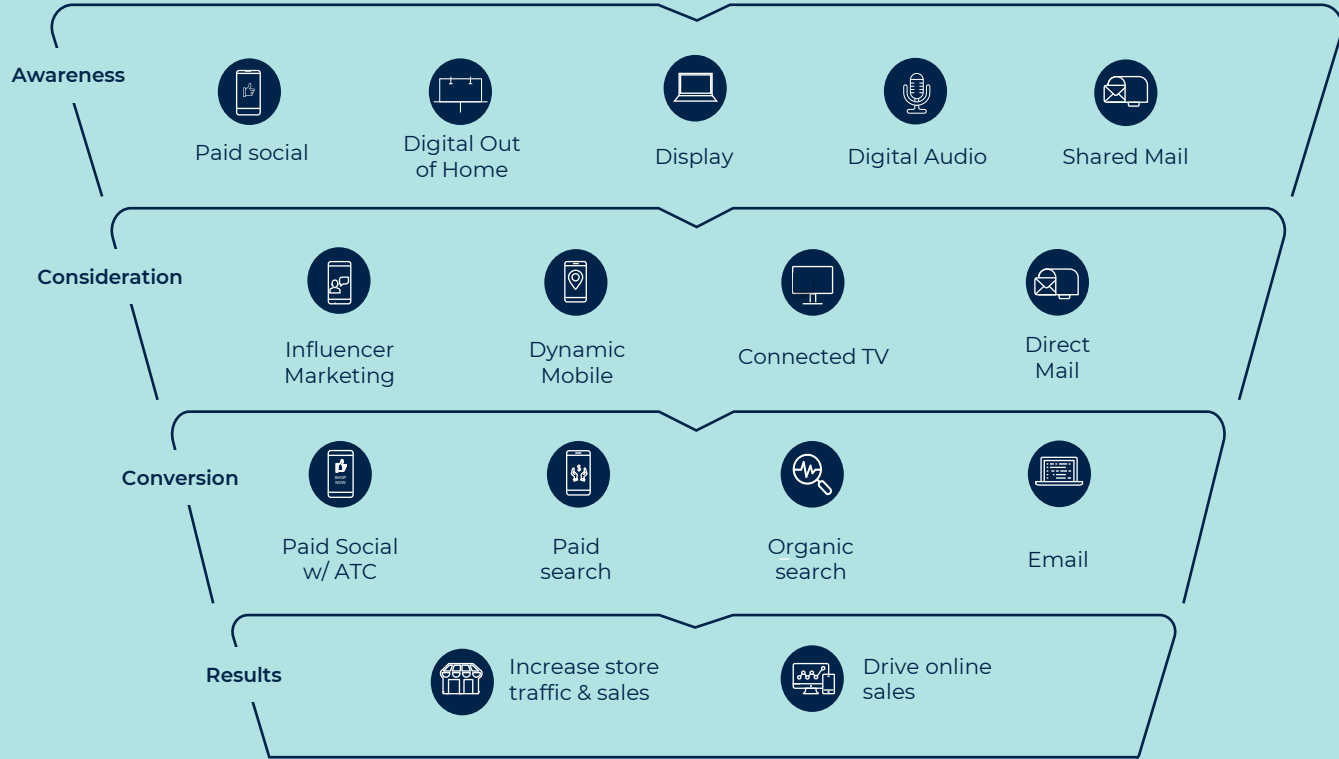 Awareness
Paid social
Digital Out
of Home
Display
Digital Audio
Shared Mail
Consideration
Influencer
Marketing
Dynamic
Mobile
Connected TV
Direct
Mail
Conversion
SHOP
NOW
Paid Social
w/ ATC
Paid
search
Organic
search
Email
Results
Increase store
traffic & sales
Drive online
sales